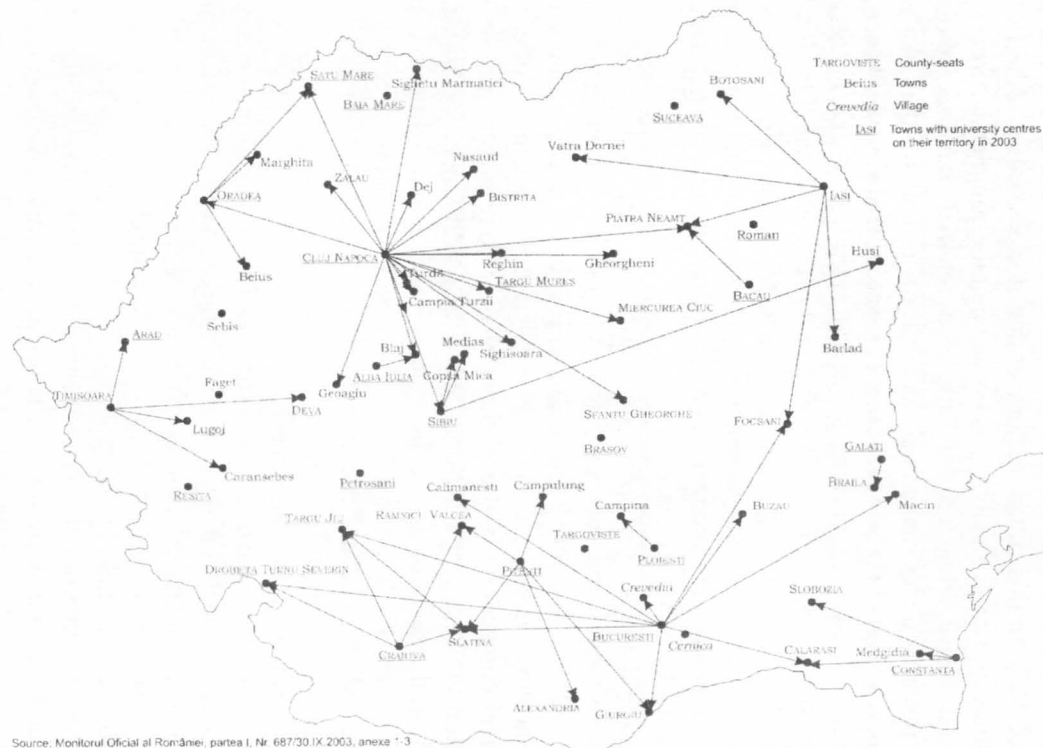 SATU MARE
Sighetu Marmatiei
BAIA MARE
BOTOSANI
SUCEAVA
TARGOVISTE County-seats
Beius Towns
Crevedia Village
IASI Towns with university centres
on their territory in 2003
Marghita
ZALAU
Nasaud
Vatra Dornei
ORADEA
Dej
BISTRITA
IASI
PIATRA NEAMT
Roman
Husi
CLUJ NAPOCA
Reghin
Gheorgheni
Beius
Turda
TARGU MURES
BACAU
Campia Turzii
MIERCUREA CIUC
Sebis
ARAD
Blaj
Medias
Sighisoara
Barlad
ALBA IULIA
Copsa Mica
Geoagiu
Faget
TIMISOARA
DEVA
SIBIU
SFANTU GHEORGHE
Lugoj
FOCSANI
BRASOV
GALATI
Caransebes
RESITA
Petrosani
BRAILA
Calimanesti
Campulung
Macin
TARGU JIU
RAMNICU VALCEA
Campina
BUZAU
TARGOVISTE
PLOIESTI
DROBETA TURNU SEVERIN
PITESTI
Crevedia
SLOBOZIA
SLATINA
BUCURESTI
Cernica
CRAIOVA
CALARASI
Medgidia
CONSTANTA
ALEXANDRIA
GIURGIU
Source: Monitorul Oficial al României, partea I, Nr. 687/30.IX.2003, anexe 1-3